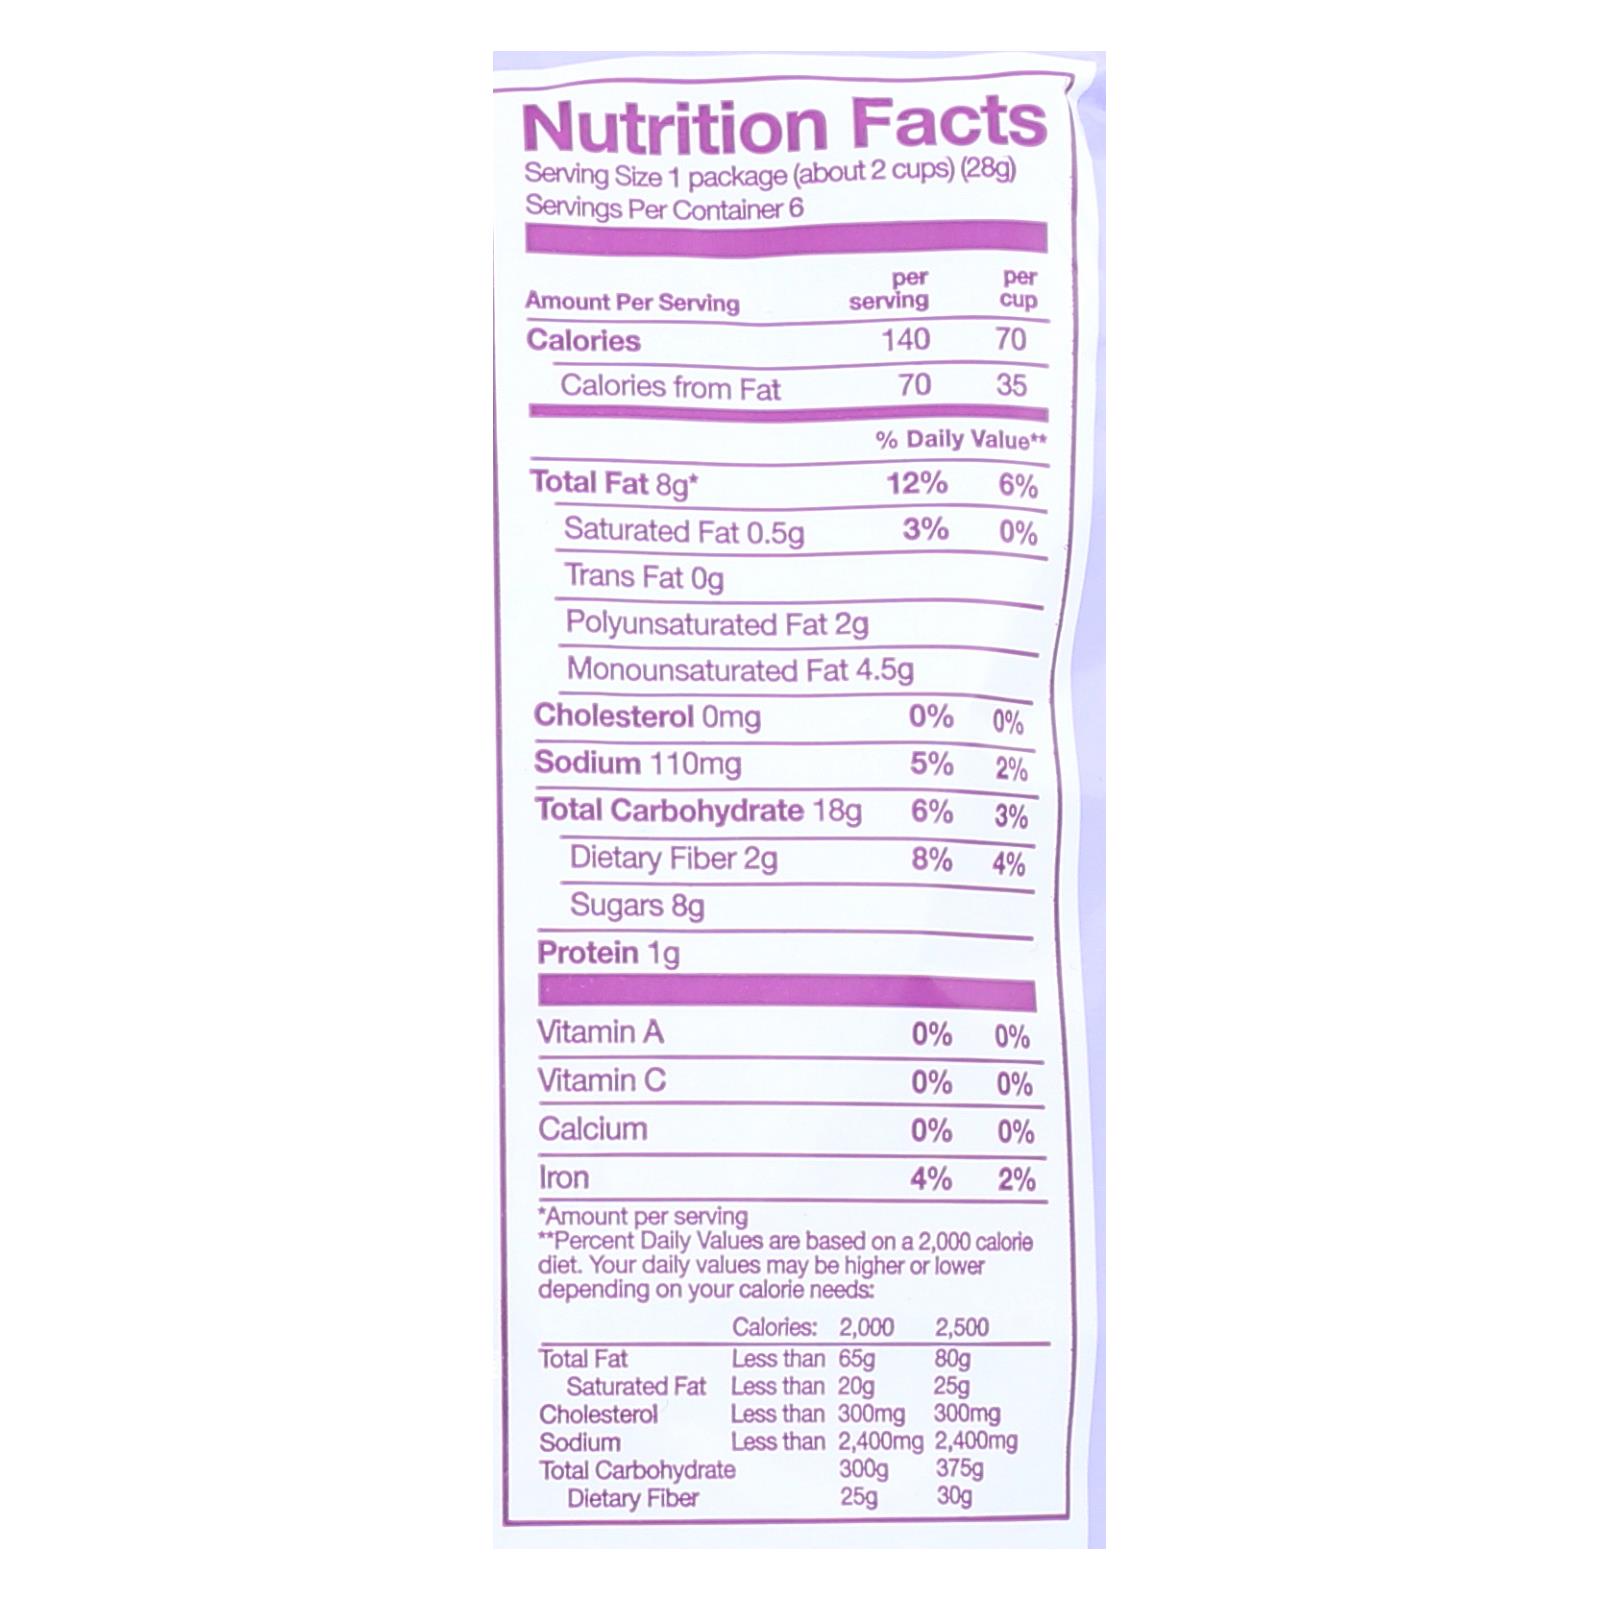 Nutrition Facts
Serving Size 1 package (about 2 cups) (28g)
Servings Per Container 6
Amount Per Serving per serving per cup
Calories 140 70
Calories from Fat 70 35
% Daily Value**
Total Fat 8g* 12% 6%
Saturated Fat 0.5g 3% 0%
Trans Fat 0g
Polyunsaturated Fat 2g
Monounsaturated Fat 4.5g
Cholesterol 0mg 0% 0%
Sodium 110mg 5% 2%
Total Carbohydrate 18g 6% 3%
Dietary Fiber 2g 8% 4%
Sugars 8g
Protein 1g
Vitamin A 0% 0%
Vitamin C 0% 0%
Calcium 0% 0%
Iron 4% 2%
*Amount per serving
**Percent Daily Values are based on a 2,000 calorie
diet. Your daily values may be higher or lower
depending on your calorie needs:
Calories: 2,000 2,500
Total Fat Less than 65g 80g
Saturated Fat Less than 20g 25g
Cholesterol Less than 300mg 300mg
Sodium Less than 2,400mg 2,400mg
Total Carbohydrate 300g 375g
Dietary Fiber 25g 30g